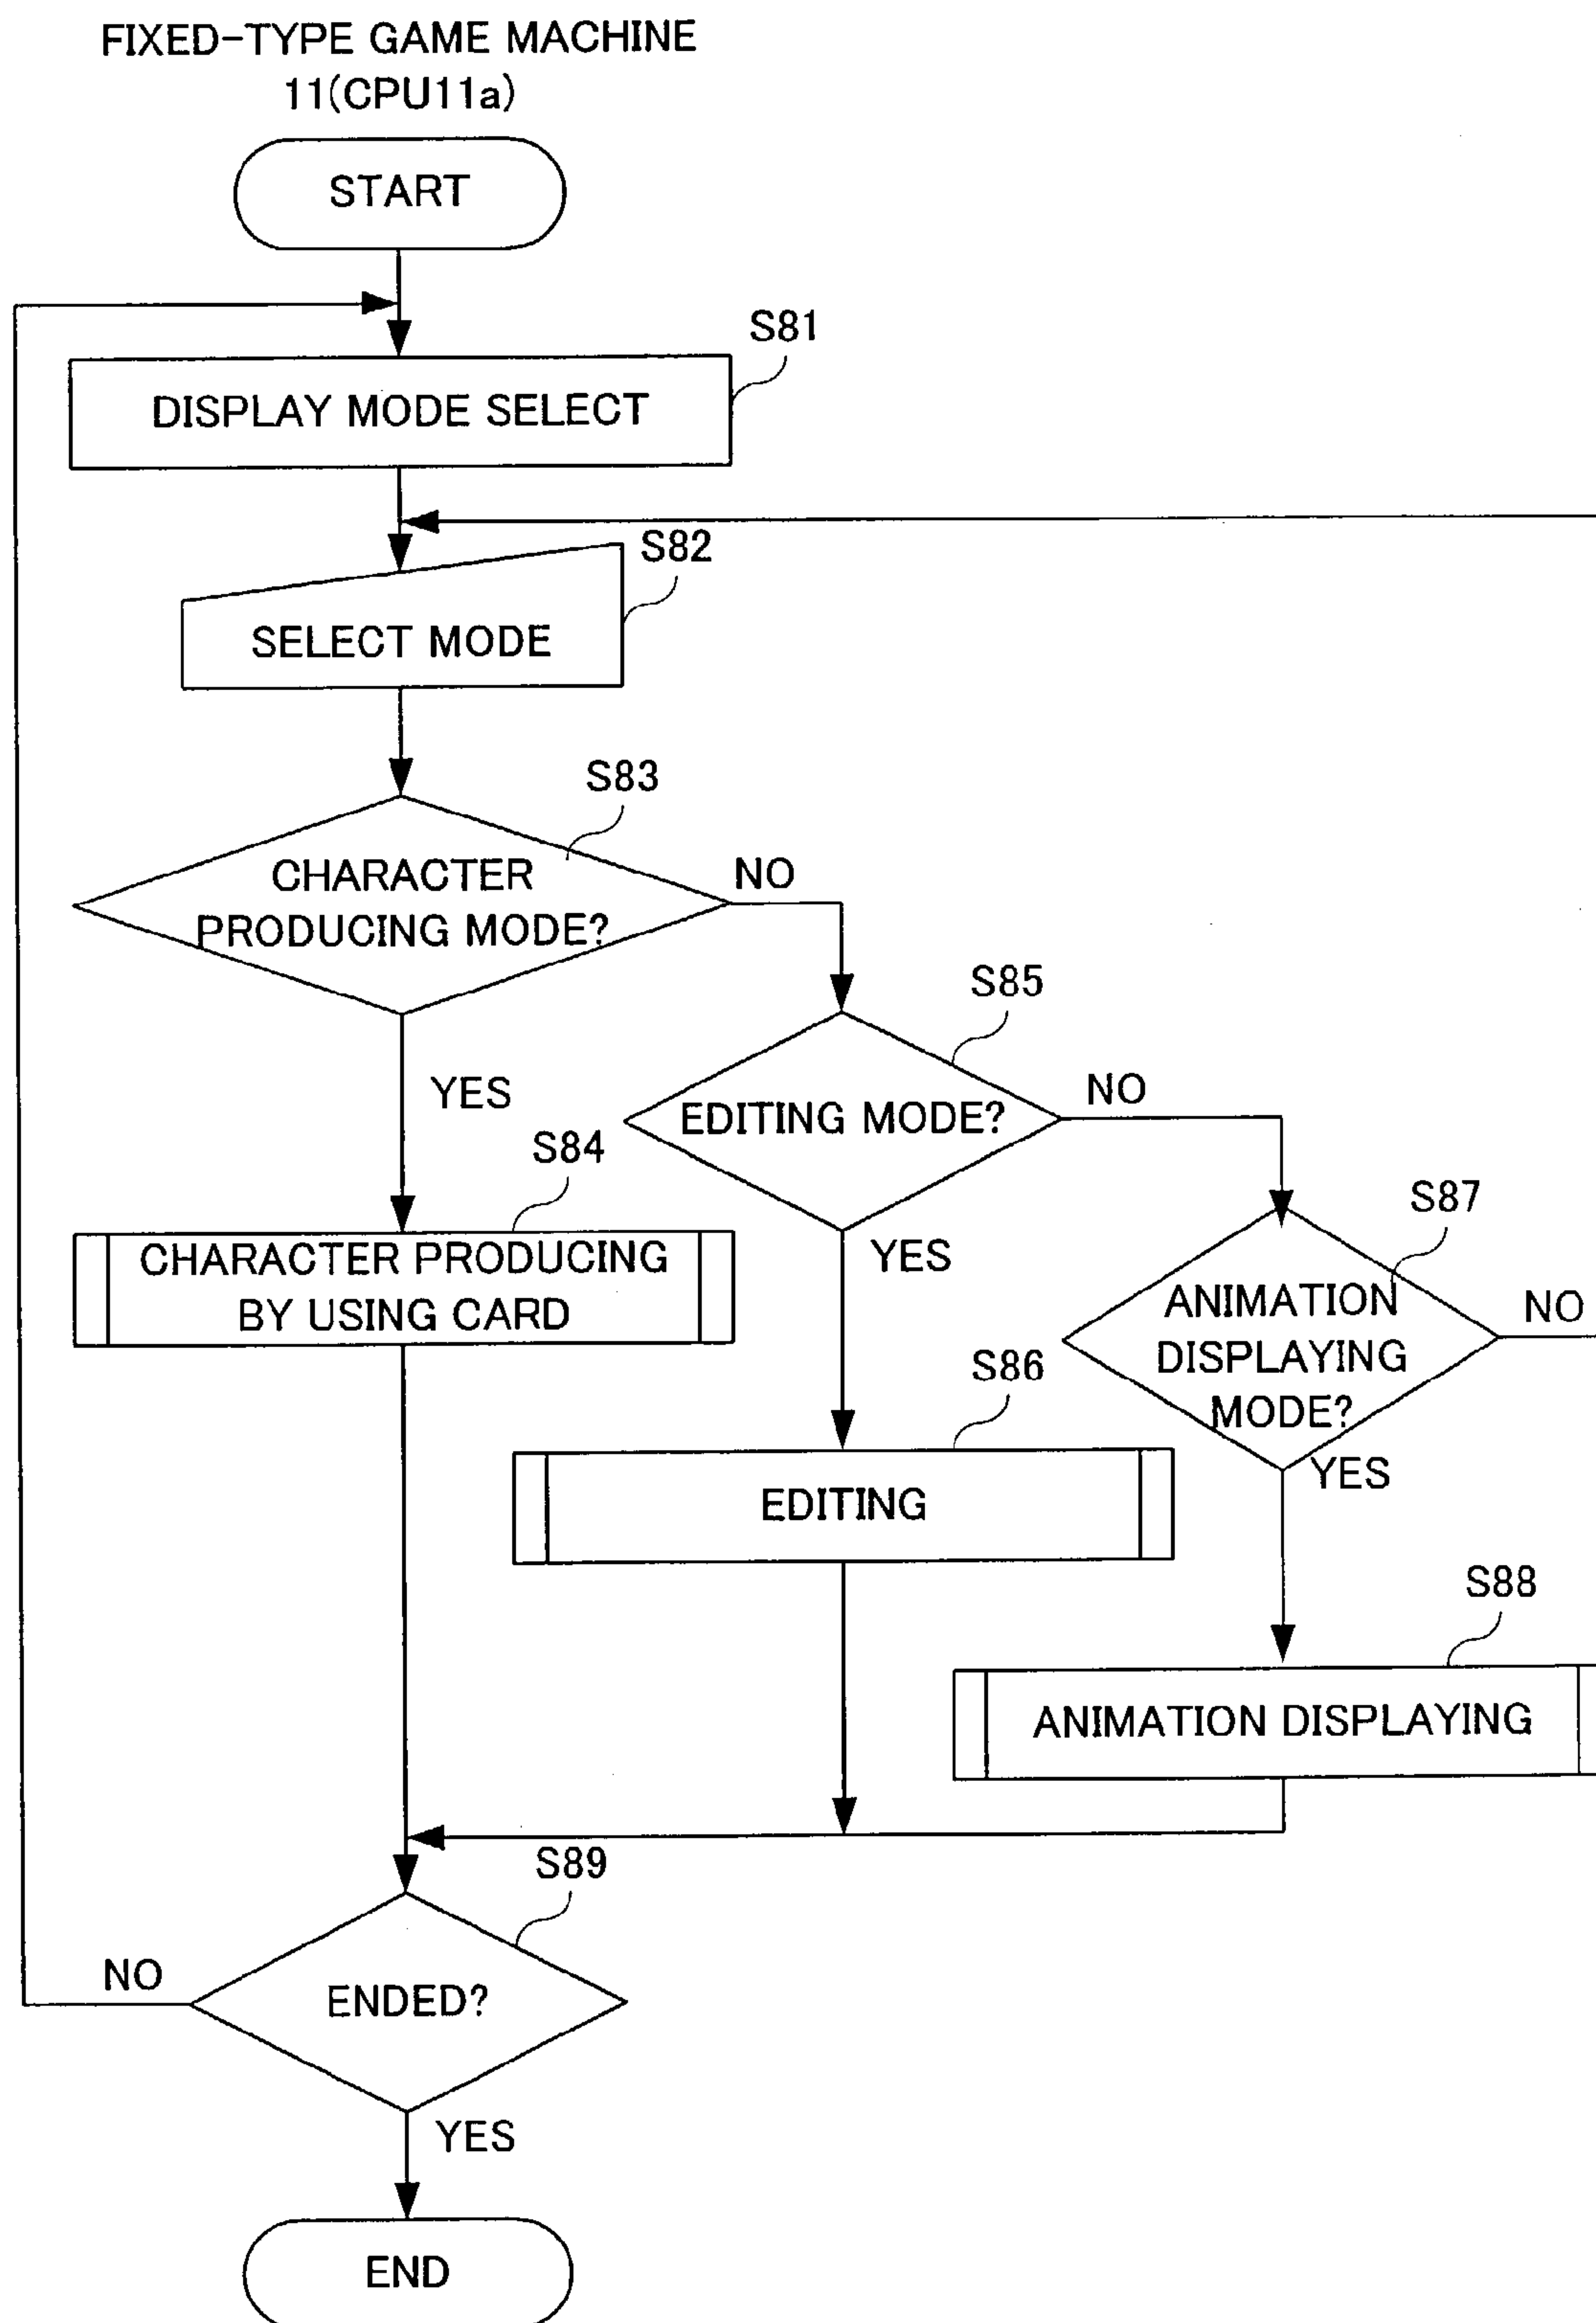 FIXED-TYPE GAME MACHINE
11(CPU11a)
START
S81
DISPLAY MODE SELECT
S82
SELECT MODE
S83
CHARACTER
PRODUCING MODE?
NO
YES
S85
EDITING MODE?
NO
YES
S84
CHARACTER PRODUCING
BY USING CARD
S87
ANIMATION
DISPLAYING
MODE?
NO
YES
S86
EDITING
S88
ANIMATION DISPLAYING
S89
ENDED?
NO
YES
END